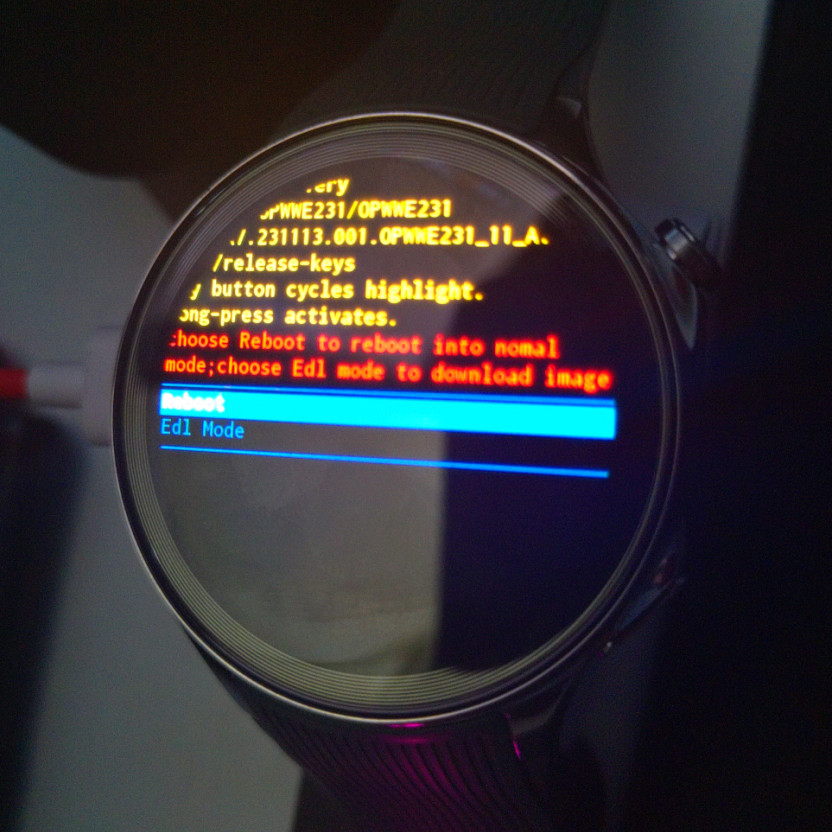 .ery
OPWWE231/OPWWE231
./.231113.001.OPWWE231_11_A.
/release-keys
y button cycles highlight.
ong-press activates.
choose Reboot to reboot into nomal
mode;choose Edl mode to download image
Reboot
Edl Mode